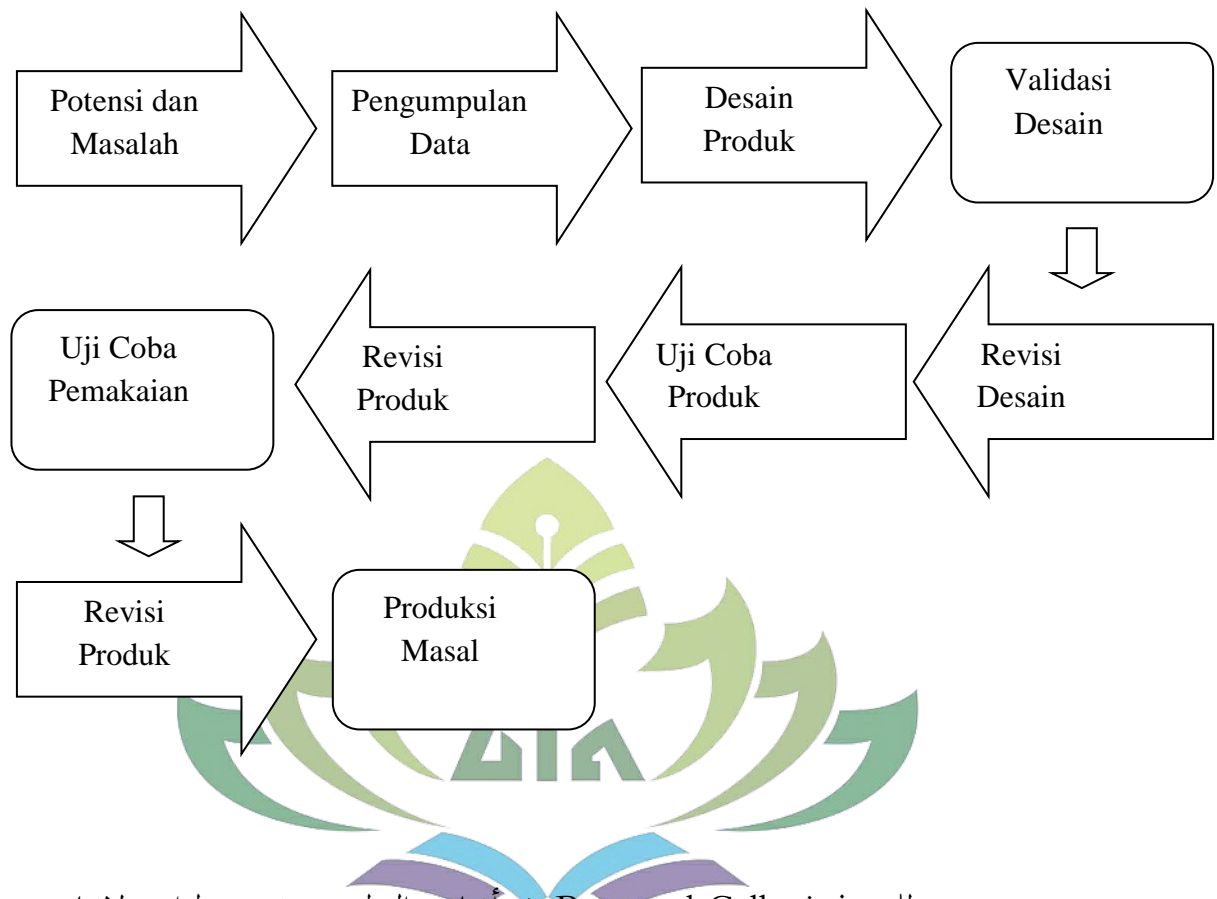 Potensi dan
Masalah
Pengumpulan
Data
Desain
Produk
Validasi
Desain
Revisi
Desain
Uji Coba
Produk
Revisi
Produk
Uji Coba
Pemakaian
Revisi
Produk
Produksi
Masal